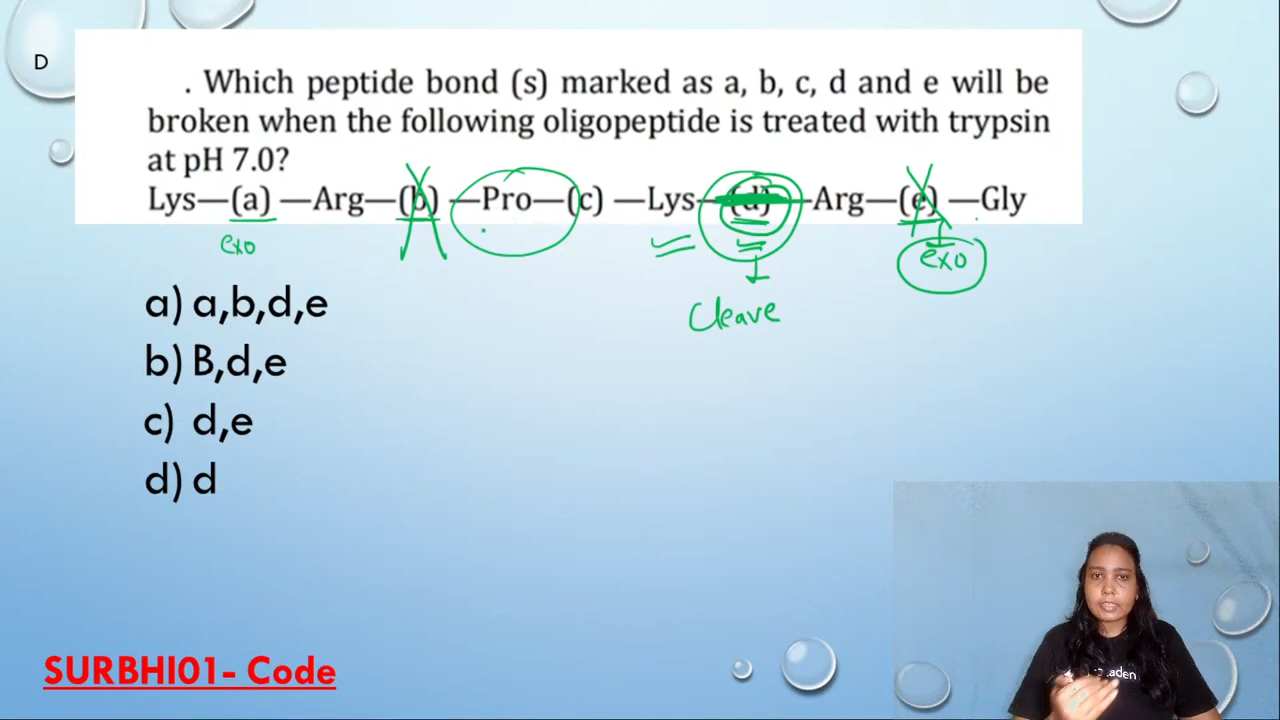 D
. Which peptide bond (s) marked as a, b, c, d and e will be
broken when the following oligopeptide is treated with trypsin
at pH 7.0?
Lys—(a) —Arg—(b) —Pro—(c) —Lys—(d)—Arg—(e) —Gly
exo
exo
Cleave
a) a,b,d,e
b) B,d,e
c) d,e
d) d
SURBHI01- Code